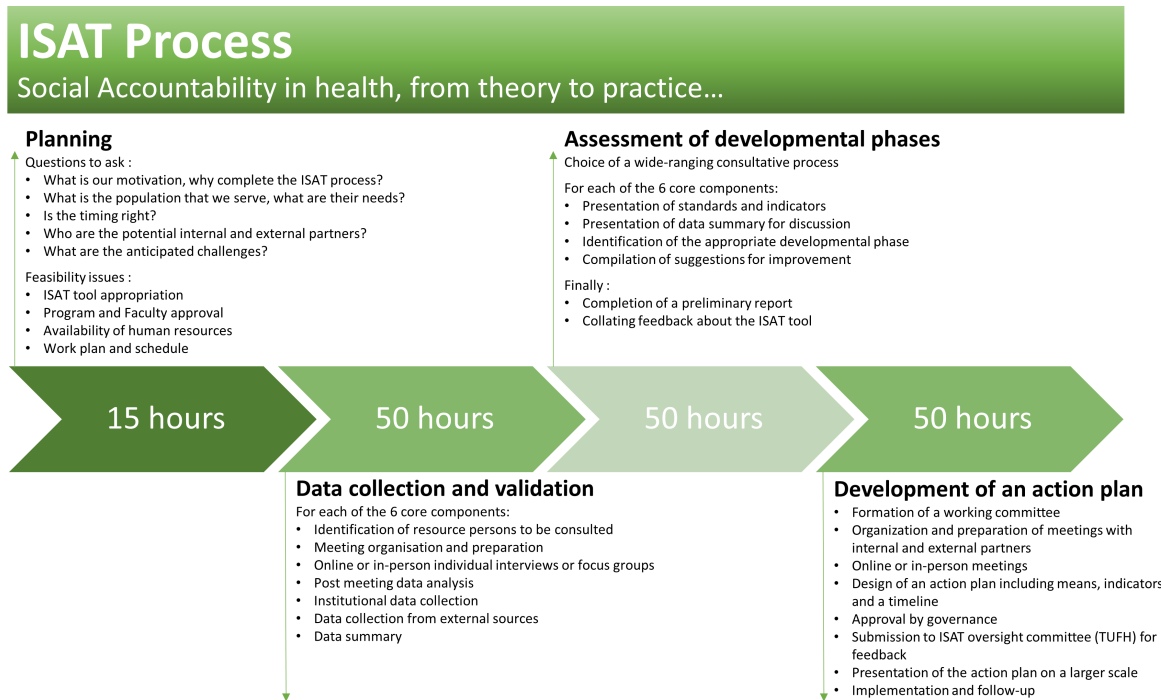 ISAT Process
Social Accountability in health, from theory to practice…
Planning
Questions to ask :
• What is our motivation, why complete the ISAT process?
• What is the population that we serve, what are their needs?
• Is the timing right?
• Who are the potential internal and external partners?
• What are the anticipated challenges?
Feasibility issues :
• ISAT tool appropriation
• Program and Faculty approval
• Availability of human resources
• Work plan and schedule
Assessment of developmental phases
Choice of a wide-ranging consultative process
For each of the 6 core components:
• Presentation of standards and indicators
• Presentation of data summary for discussion
• Identification of the appropriate developmental phase
• Compilation of suggestions for improvement
Finally :
• Completion of a preliminary report
• Collating feedback about the ISAT tool
15 hours
50 hours
50 hours
50 hours
Data collection and validation
For each of the 6 core components:
• Identification of resource persons to be consulted
• Meeting organisation and preparation
• Online or in-person individual interviews or focus groups
• Post meeting data analysis
• Institutional data collection
• Data collection from external sources
• Data summary
Development of an action plan
• Formation of a working committee
• Organization and preparation of meetings with
internal and external partners
• Online or in-person meetings
• Design of an action plan including means, indicators
and a timeline
• Approval by governance
• Submission to ISAT oversight committee (TUFH) for
feedback
• Presentation of the action plan on a larger scale
• Implementation and follow-up